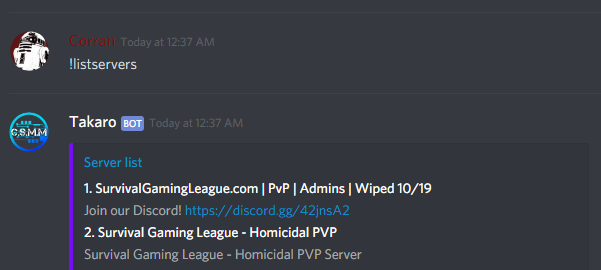 Corran Today at 12:37 AM
!listservers
CSMM
Takaro BOT Today at 12:37 AM
Server list
1. SurvivalGamingLeague.com | PvP | Admins | Wiped 10/19
Join our Discord! https://discord.gg/42jnsA2
2. Survival Gaming League - Homicidal PVP
Survival Gaming League - Homicidal PVP Server